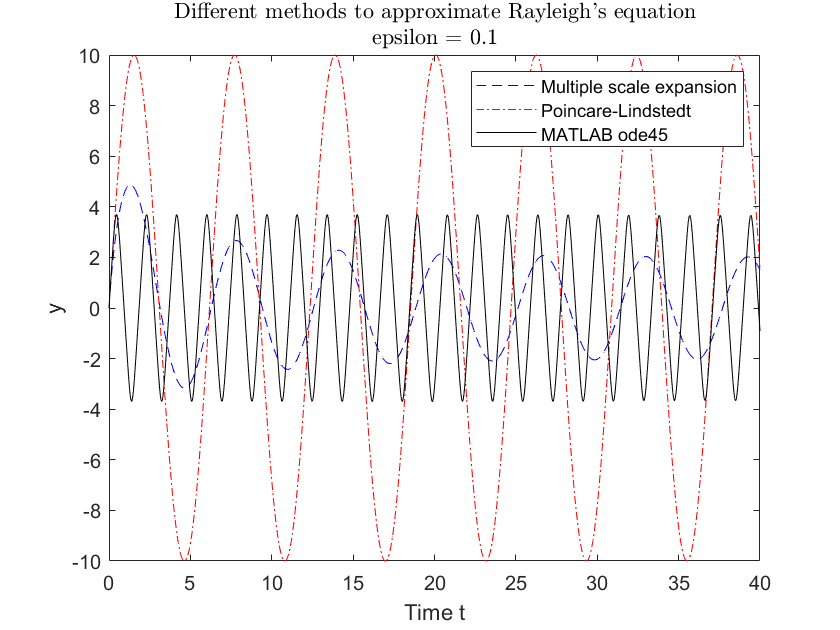 Different methods to approximate Rayleigh's equation
epsilon = 0.1
Multiple scale expansion
Poincare-Lindstedt
MATLAB ode45
10
8
6
4
2
0
-2
-4
-6
-8
-10
y
0 5 10 15 20 25 30 35 40
Time t